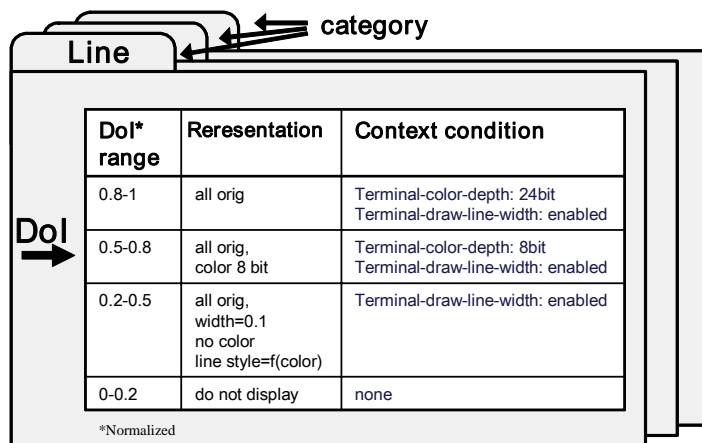 category
Line
DoI* Reresentation Context condition
range
0.8-1 all orig Terminal-color-depth: 24bit
Terminal-draw-line-width: enabled
DoI
0.5-0.8 all orig, Terminal-color-depth: 8bit
color 8 bit Terminal-draw-line-width: enabled
0.2-0.5 all orig, Terminal-draw-line-width: enabled
width=0.1
no color
line style=f(color)
0-0.2 do not display none
*Normalized